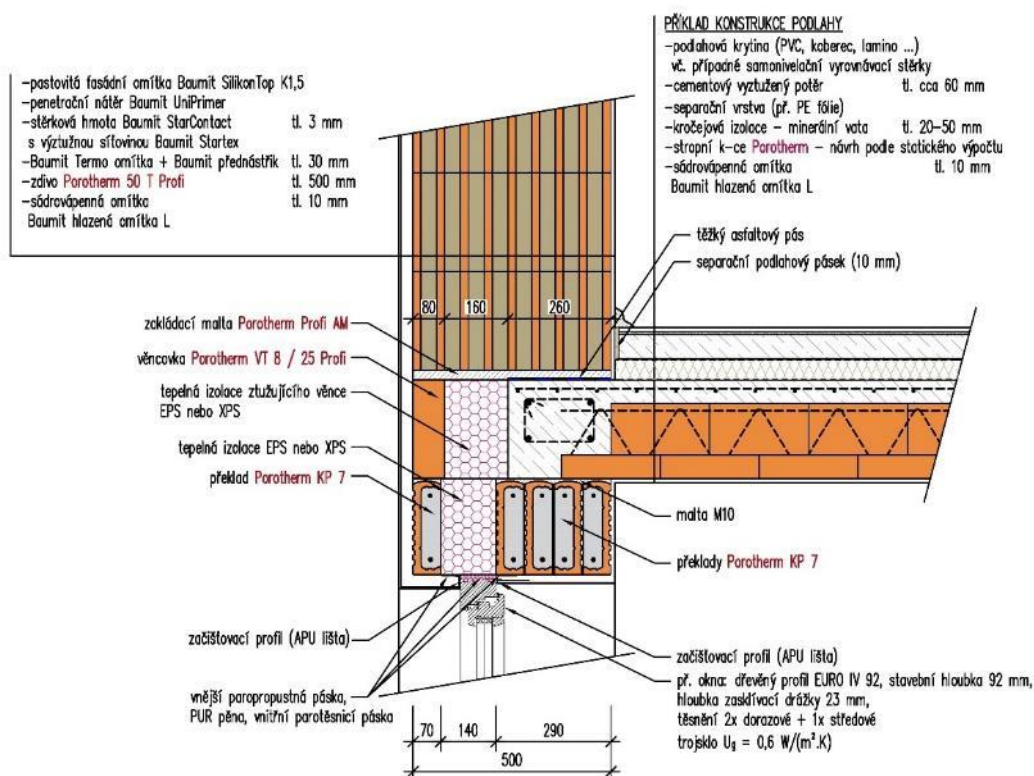 PŘÍKLAD KONSTRUKCE PODLAHY
-podlahová krytina (PVC, koberec, lamino ...)
vč. případné samonivelační vyrovnávací stěrky
-cementový vyztužený potěr tl. cca 60 mm
-separační vrstva (př. PE fólie)
-kročejová izolace - minerální vata tl. 20-50 mm
-stropní k-ce Porotherm - návrh podle statického výpočtu
-sádrovápenná omítka tl. 10 mm
Baumit hlazená omítka L
-pastovitá fasádní omítka Baumit SilikonTop K1,5
-penetrační nátěr Baumit UniPrimer
-stěrková hmota Baumit StarContact tl. 3 mm
s výztužnou síťovinou Baumit Startex
-Baumit Termo omítka + Baumit přednástřik tl. 30 mm
-zdivo Porotherm 50 T Profi tl. 500 mm
-sádrovápenná omítka tl. 10 mm
Baumit hlazená omítka L
těžký asfaltový pás
separační podlahový pásek (10 mm)
80 160 260
zakládací malta Porotherm Profi AM
věncovka Porotherm VT 8 / 25 Profi
tepelná izolace ztužujícího věnce
EPS nebo XPS
tepelná izolace EPS nebo XPS
překlad Porotherm KP 7
malta M10
překlady Porotherm KP 7
začišťovací profil (APU lišta)
vnější paropropustná páska,
PUR pěna, vnitřní parotěsnicí páska
začišťovací profil (APU lišta)
př. okna: dřevěný profil EURO IV 92, stavební hloubka 92 mm,
hloubka zasklívací drážky 23 mm,
těsnění 2x dorazové + 1x středové
trojsklo Ug = 0,6 W/(m².K)
70 140 290
500